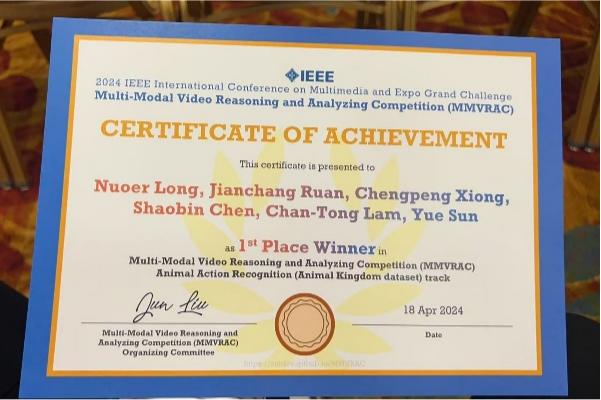 IEEE
2024 IEEE International Conference on Multimedia and Expo Grand Challenge
Multi-Modal Video Reasoning and Analyzing Competition (MMVRAC)
CERTIFICATE OF ACHIEVEMENT
This certificate is presented to
Nuoer Long, Jianchang Ruan, Chengpeng Xiong,
Shaobin Chen, Chan-Tong Lam, Yue Sun
as 1st Place Winner in
Multi-Modal Video Reasoning and Analyzing Competition (MMVRAC)
Animal Action Recognition (Animal Kingdom dataset) track
Jun Liu
18 Apr 2024
Multi-Modal Video Reasoning and
Analyzing Competition (MMVRAC)
Organizing Committee
Date